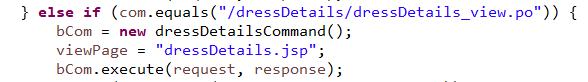 } else if (com.equals("/dressDetails/dressDetails_view.po")) {
bCom = new dressDetailsCommand();
viewPage = "dressDetails.jsp";
bCom.execute(request, response);